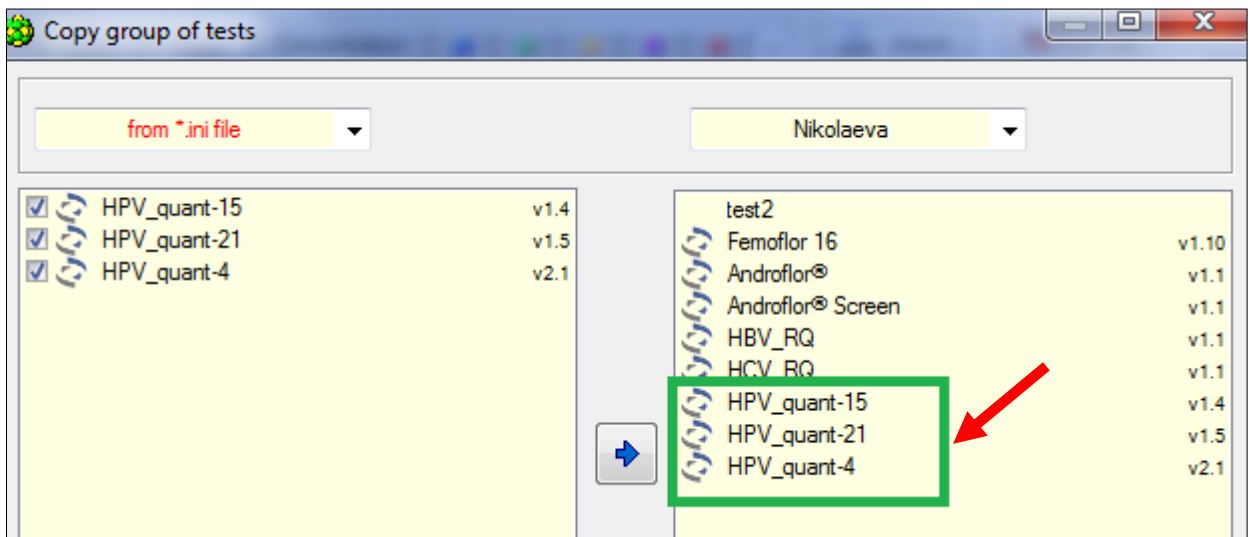 Copy group of tests
from *.ini file
Nikolaeva
HPV_quant-15 v1.4
HPV_quant-21 v1.5
HPV_quant-4 v2.1
test2
Femoflor 16 v1.10
Androflor® v1.1
Androflor® Screen v1.1
HBV_RQ v1.1
HCV_RQ v1.1
HPV_quant-15 v1.4
HPV_quant-21 v1.5
HPV_quant-4 v2.1